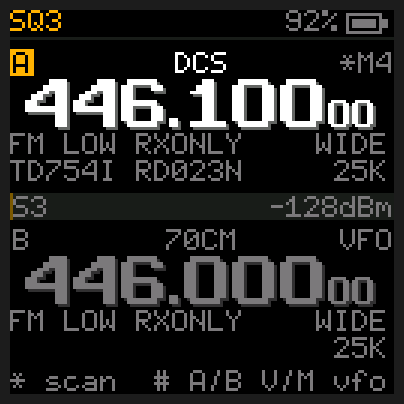 SQ3 92%
A DCS *M4
446.10000
FM LOW RXONLY WIDE
TD754I RD023N 25K
S3 -128dBm
B 70CM VFO
446.00000
FM LOW RXONLY WIDE
25K
* scan # A/B V/M vfo